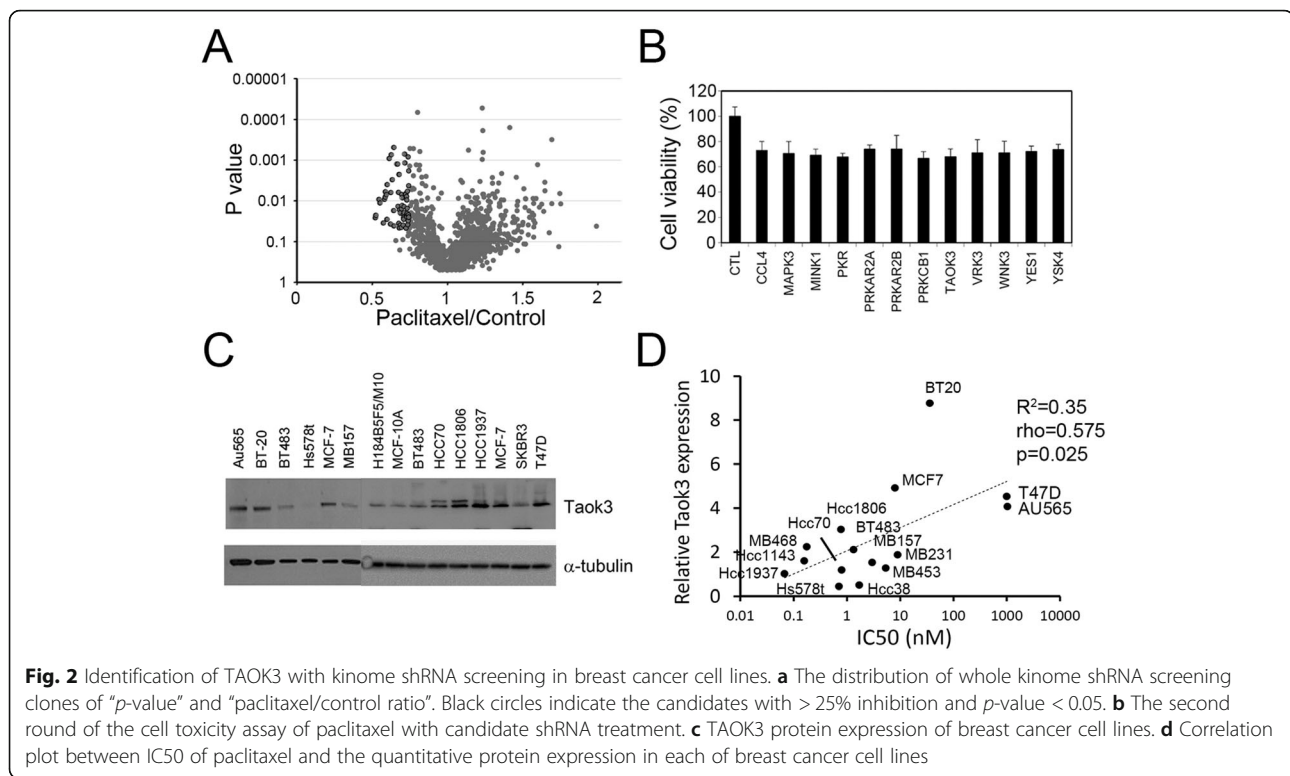 A
P value
0.00001
0.0001
0.001
0.01
0.1
1
0 0.5 1 1.5 2
Paclitaxel/Control
B
Cell viability (%)
120
100
80
60
40
20
0
CTL
CCL4
MAPK3
MINK1
PKR
PRKAR2A
PRKAR2B
PRKCB1
TAOK3
VRK3
WNK3
YES1
YSK4
C
Au565
BT-20
BT483
Hs578t
MCF-7
MB157
H184B5F5/M10
MCF-10A
BT483
HCC70
HCC1806
HCC1937
MCF-7
SKBR3
T47D
Taok3
α-tubulin
D
Relative Taok3 expression
10
8
6
4
2
0
BT20
R²=0.35
rho=0.575
p=0.025
MCF7
T47D
AU565
Hcc1806
Hcc70
BT483
MB468
MB157
Hcc1143
MB231
Hcc1937
MB453
Hs578t
Hcc38
0.01 0.1 1 10 100 1000 10000
IC50 (nM)
Fig. 2 Identification of TAOK3 with kinome shRNA screening in breast cancer cell lines. a The distribution of whole kinome shRNA screening
clones of “p-value” and “paclitaxel/control ratio”. Black circles indicate the candidates with > 25% inhibition and p-value < 0.05. b The second
round of the cell toxicity assay of paclitaxel with candidate shRNA treatment. c TAOK3 protein expression of breast cancer cell lines. d Correlation
plot between IC50 of paclitaxel and the quantitative protein expression in each of breast cancer cell lines